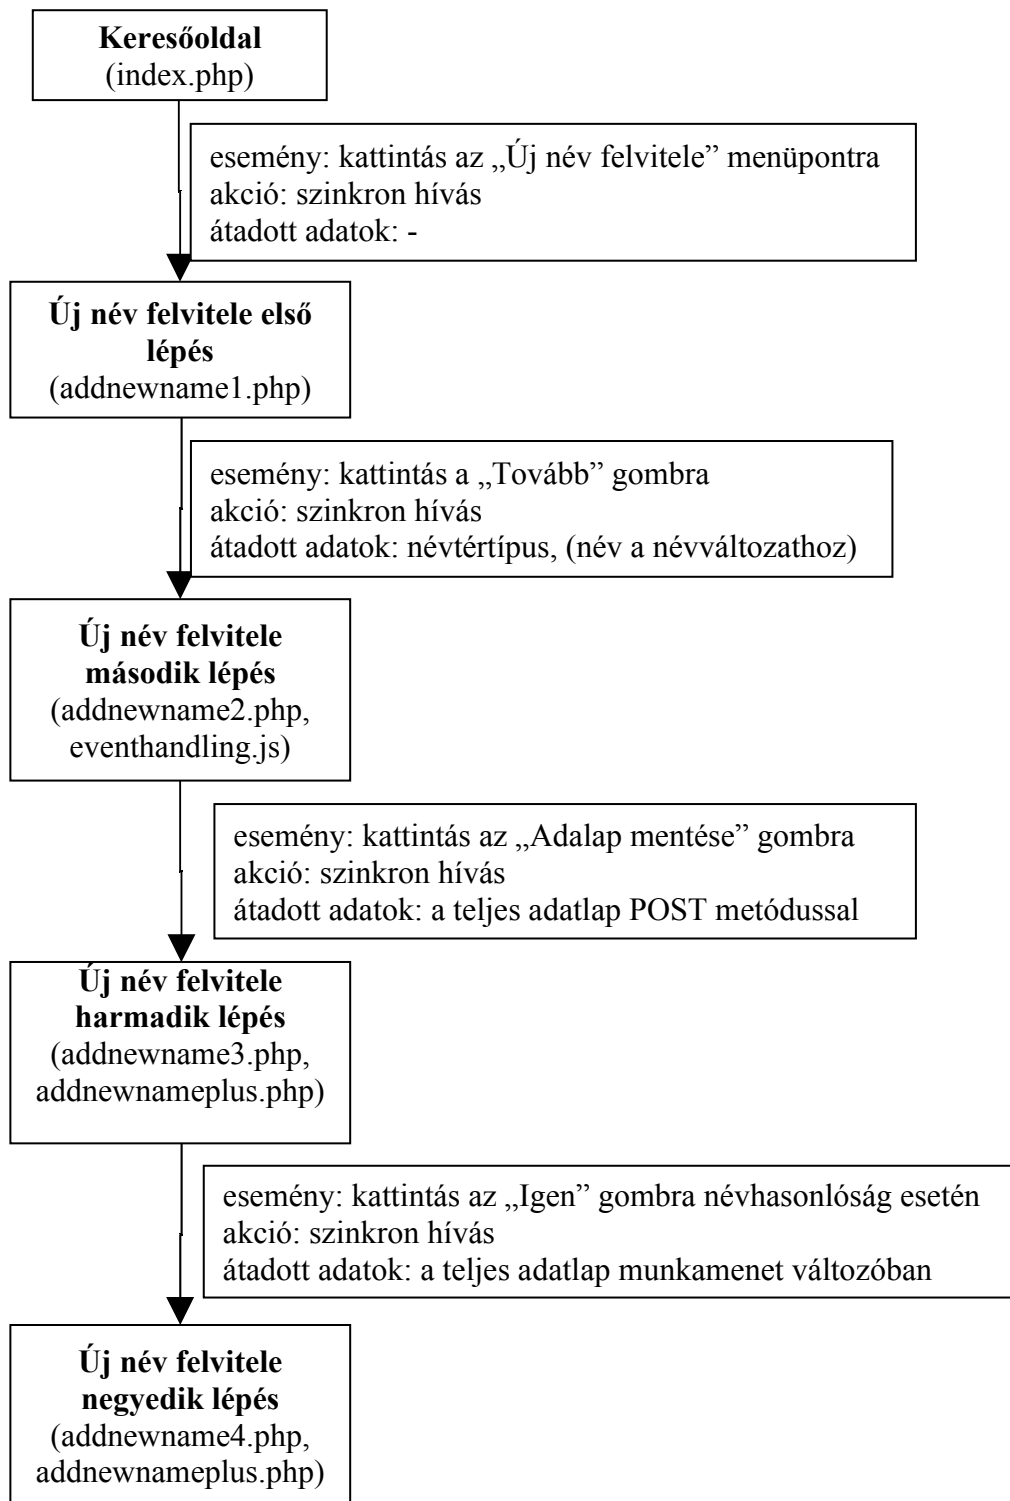 Keresőoldal
(index.php)
esemény: kattintás az „Új név felvitele” menüpontra
akció: szinkron hívás
átadott adatok: -
Új név felvitele első
lépés
(addnewname1.php)
esemény: kattintás a „Tovább” gombra
akció: szinkron hívás
átadott adatok: névtértípus, (név a névváltozathoz)
Új név felvitele
második lépés
(addnewname2.php,
eventhandling.js)
esemény: kattintás az „Adalap mentése” gombra
akció: szinkron hívás
átadott adatok: a teljes adatlap POST metódussal
Új név felvitele
harmadik lépés
(addnewname3.php,
addnewnameplus.php)
esemény: kattintás az „Igen” gombra névhasonlóság esetén
akció: szinkron hívás
átadott adatok: a teljes adatlap munkamenet változóban
Új név felvitele
negyedik lépés
(addnewname4.php,
addnewnameplus.php)